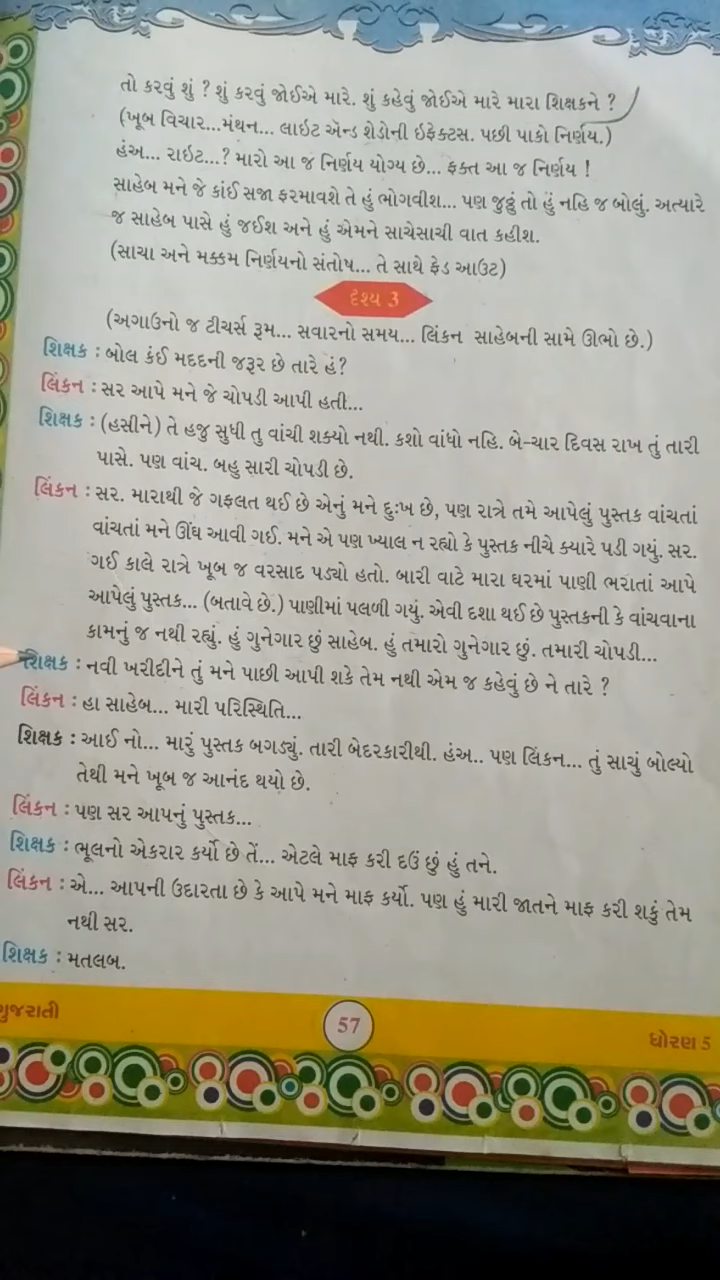 તો કરવું શું ? શું કરવું જોઈએ મારે. શું કહેવું જોઈએ મારે મારા શિક્ષકને ?
(ખૂબ વિચાર...મંથન... લાઇટ ઍન્ડ શેડોની ઇફેક્ટસ. પછી પાકો નિર્ણય.)
હંઅ... રાઇટ...? મારો આ જ નિર્ણય યોગ્ય છે... ફક્ત આ જ નિર્ણય !
સાહેબ મને જે કાંઈ સજા ફરમાવશે તે હું ભોગવીશ... પણ જુઠ્ઠું તો હું નહિ જ બોલું. અત્યારે
જ સાહેબ પાસે હું જઈશ અને હું એમને સાચેસાચી વાત કહીશ.
(સાચા અને મક્કમ નિર્ણયનો સંતોષ... તે સાથે ફેડ આઉટ)
દૃશ્ય 3
(અગાઉનો જ ટીચર્સ રૂમ... સવારનો સમય... લિંકન સાહેબની સામે ઊભો છે.)
શિક્ષક : બોલ કંઈ મદદની જરૂર છે તારે હં?
લિંકન : સર આપે મને જે ચોપડી આપી હતી...
શિક્ષક : (હસીને) તે હજુ સુધી તુ વાંચી શક્યો નથી. કશો વાંધો નહિ. બે-ચાર દિવસ રાખ તું તારી
પાસે. પણ વાંચ. બહુ સારી ચોપડી છે.
લિંકન : સર. મારાથી જે ગફલત થઈ છે એનું મને દુઃખ છે, પણ રાત્રે તમે આપેલું પુસ્તક વાંચતાં
વાંચતાં મને ઊંઘ આવી ગઈ. મને એ પણ ખ્યાલ ન રહ્યો કે પુસ્તક નીચે ક્યારે પડી ગયું. સર.
ગઈ કાલે રાત્રે ખૂબ જ વરસાદ પડ્યો હતો. બારી વાટે મારા ઘરમાં પાણી ભરાતાં આપે
આપેલું પુસ્તક... (બતાવે છે.) પાણીમાં પલળી ગયું. એવી દશા થઈ છે પુસ્તકની કે વાંચવાના
કામનું જ નથી રહ્યું. હું ગુનેગાર છું સાહેબ. હું તમારો ગુનેગાર છું. તમારી ચોપડી...
શિક્ષક : નવી ખરીદીને તું મને પાછી આપી શકે તેમ નથી એમ જ કહેવું છે ને તારે ?
લિંકન : હા સાહેબ... મારી પરિસ્થિતિ...
શિક્ષક : આઈ નો... મારું પુસ્તક બગડ્યું. તારી બેદરકારીથી. હંઅ.. પણ લિંકન... તું સાચું બોલ્યો
તેથી મને ખૂબ જ આનંદ થયો છે.
લિંકન : પણ સર આપનું પુસ્તક...
શિક્ષક : ભૂલનો એકરાર કર્યો છે તેં... એટલે માફ કરી દઉં છું હું તને.
લિંકન : એ... આપની ઉદારતા છે કે આપે મને માફ કર્યો. પણ હું મારી જાતને માફ કરી શકું તેમ
નથી સર.
શિક્ષક : મતલબ.
ગુજરાતી 57 ધોરણ 5